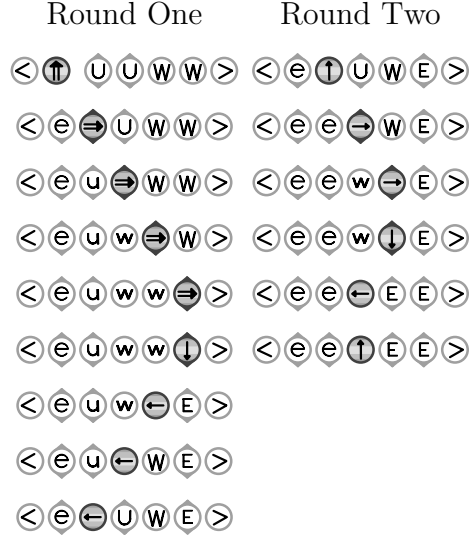 Round One
< ⇑ U U W W >
< e ⇒ U W W >
< e u ⇒ W W >
< e u w ⇒ W >
< e u w w ⇒ >
< e u w w ↓ >
< e u w ← E >
< e u ← W E >
< e ← U W E >
Round Two
< e ↑ U W E >
< e e → W E >
< e e w → E >
< e e w ↓ E >
< e e ← E E >
< e e ↑ E E >